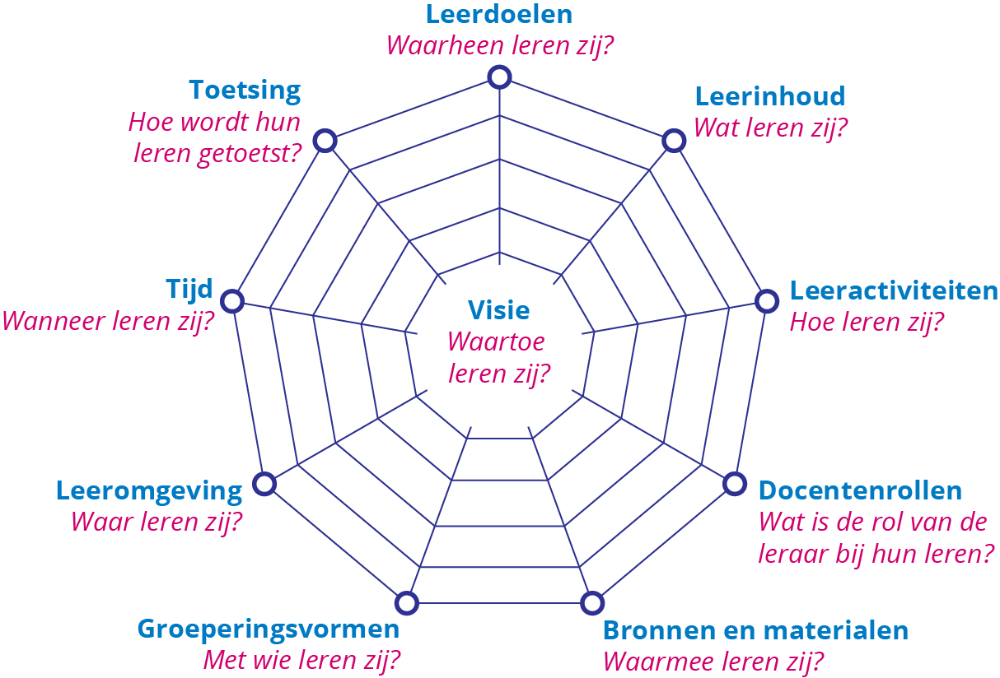 Leerdoelen
Waarheen leren zij?
Leerinhoud
Wat leren zij?
Leeractiviteiten
Hoe leren zij?
Docentenrollen
Wat is de rol van de
leraar bij hun leren?
Bronnen en materialen
Waarmee leren zij?
Groeperingsvormen
Met wie leren zij?
Leeromgeving
Waar leren zij?
Tijd
Wanneer leren zij?
Toetsing
Hoe wordt hun
leren getoetst?
Visie
Waartoe
leren zij?